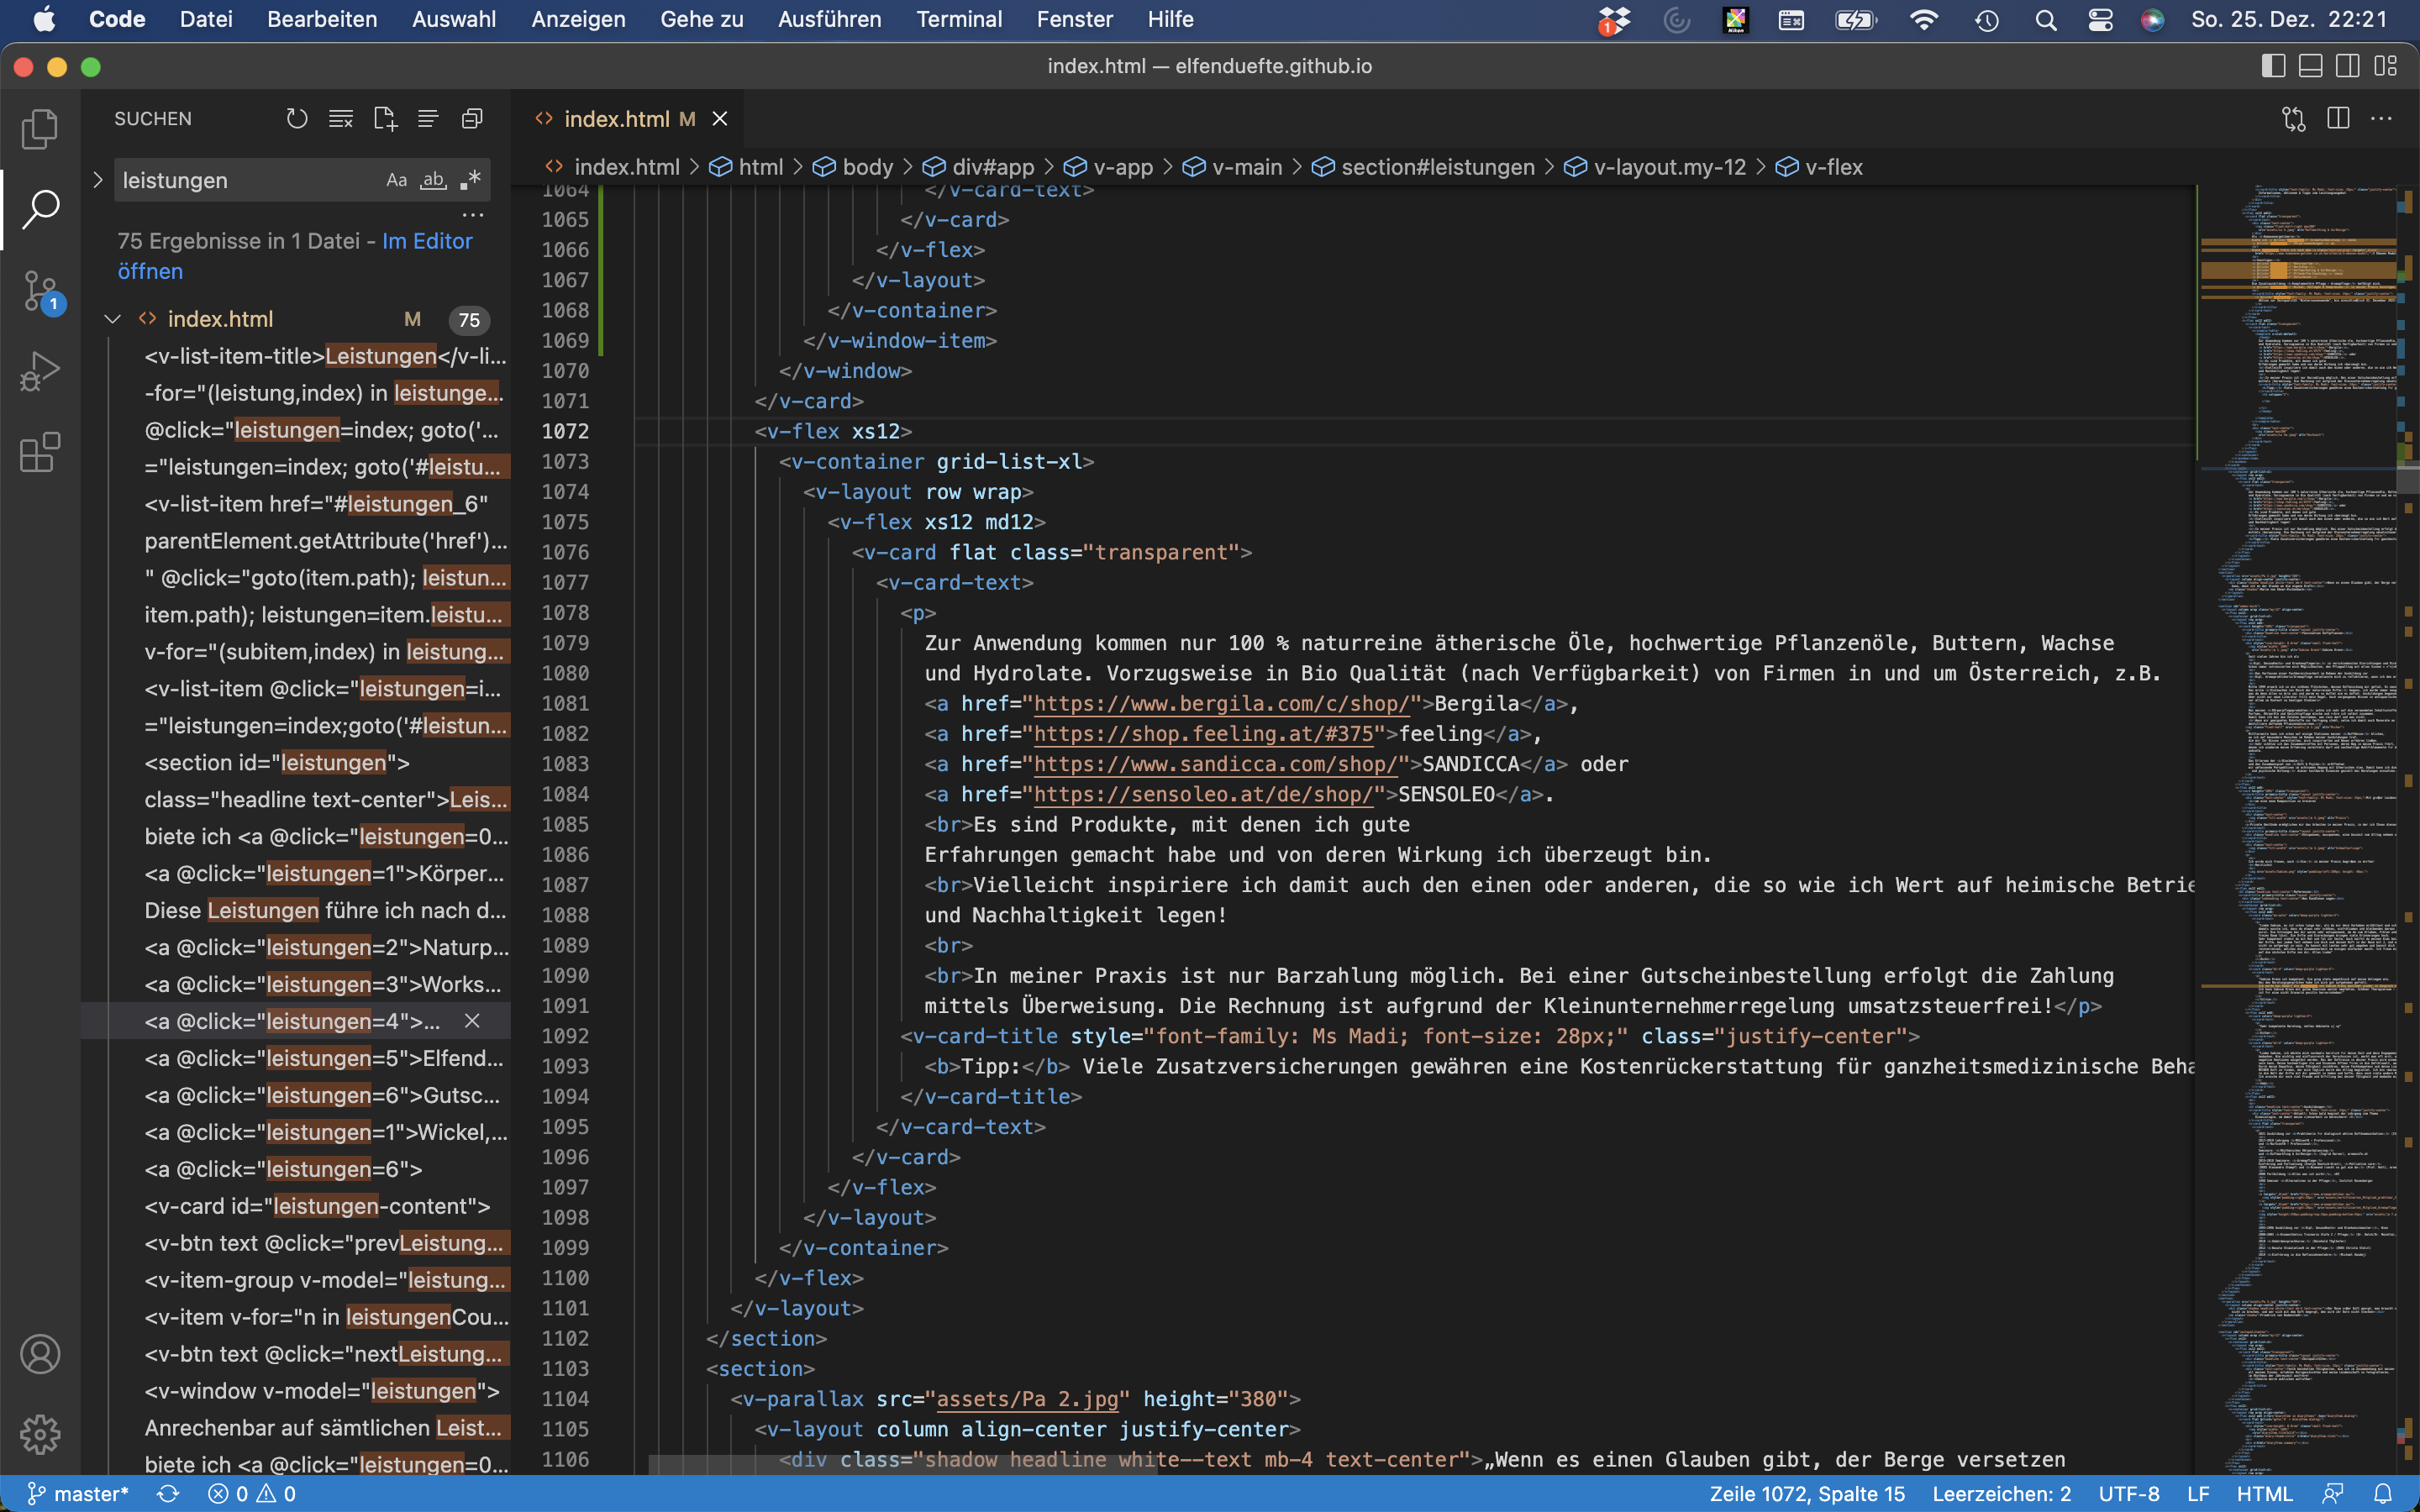 Code Datei Bearbeiten Auswahl Anzeigen Gehe zu Ausführen Terminal Fenster Hilfe So. 25. Dez. 22:21
index.html — elfenduefte.github.io
SUCHEN
index.html M
leistungen
Aa ab
75 Ergebnisse in 1 Datei - Im Editor
öffnen
index.html M 75
<v-list-item-title>Leistungen</v-li...
-for="(leistung,index) in leistunge...
@click="leistungen=index; goto('...
="leistungen=index; goto('#leistu...
<v-list-item href="#leistungen_6"
parentElement.getAttribute('href')...
" @click="goto(item.path); leistun...
item.path); leistungen=item.leistu...
v-for="(subitem,index) in leistung...
<v-list-item @click="leistungen=i...
="leistungen=index;goto('#leistun...
<section id="leistungen">
class="headline text-center">Leis...
biete ich <a @click="leistungen=0...
<a @click="leistungen=1">Körper...
Diese Leistungen führe ich nach d...
<a @click="leistungen=2">Naturp...
<a @click="leistungen=3">Works...
<a @click="leistungen=4">...
<a @click="leistungen=5">Elfend...
<a @click="leistungen=6">Gutsc...
<a @click="leistungen=1">Wickel,...
<a @click="leistungen=6">
<v-card id="leistungen-content">
<v-btn text @click="prevLeistung...
<v-item-group v-model="leistung...
<v-item v-for="n in leistungenCou...
<v-btn text @click="nextLeistung...
<v-window v-model="leistungen">
Anrechenbar auf sämtlichen Leist...
biete ich <a @click="leistungen=0...
1
index.html > html > body > div#app > v-app > v-main > section#leistungen > v-layout.my-12 > v-flex
1064 </v-card-text>
1065 </v-card>
1066 </v-flex>
1067 </v-layout>
1068 </v-container>
1069 </v-window-item>
1070 </v-window>
1071 </v-card>
1072 <v-flex xs12>
1073 <v-container grid-list-xl>
1074 <v-layout row wrap>
1075 <v-flex xs12 md12>
1076 <v-card flat class="transparent">
1077 <v-card-text>
1078 <p>
1079 Zur Anwendung kommen nur 100 % naturreine ätherische Öle, hochwertige Pflanzenöle, Buttern, Wachse
1080 und Hydrolate. Vorzugsweise in Bio Qualität (nach Verfügbarkeit) von Firmen in und um Österreich, z.B.
1081 <a href="https://www.bergila.com/c/shop/">Bergila</a>,
1082 <a href="https://shop.feeling.at/#375">feeling</a>,
1083 <a href="https://www.sandicca.com/shop/">SANDICCA</a> oder
1084 <a href="https://sensoleo.at/de/shop/">SENSOLEO</a>.
1085 <br>Es sind Produkte, mit denen ich gute
1086 Erfahrungen gemacht habe und von deren Wirkung ich überzeugt bin.
1087 <br>Vielleicht inspiriere ich damit auch den einen oder anderen, die so wie ich Wert auf heimische Betrie
1088 und Nachhaltigkeit legen!
1089 <br>
1090 <br>In meiner Praxis ist nur Barzahlung möglich. Bei einer Gutscheinbestellung erfolgt die Zahlung
1091 mittels Überweisung. Die Rechnung ist aufgrund der Kleinunternehmerregelung umsatzsteuerfrei!</p>
1092 <v-card-title style="font-family: Ms Madi; font-size: 28px;" class="justify-center">
1093 <b>Tipp:</b> Viele Zusatzversicherungen gewähren eine Kostenrückerstattung für ganzheitsmedizinische Beha
1094 </v-card-title>
1095 </v-card-text>
1096 </v-card>
1097 </v-flex>
1098 </v-layout>
1099 </v-container>
1100 </v-flex>
1101 </v-layout>
1102 </section>
1103 <section>
1104 <v-parallax src="assets/Pa 2.jpg" height="380">
1105 <v-layout column align-center justify-center>
1106 <div class="shadow headline white--text mb-4 text-center">„Wenn es einen Glauben gibt, der Berge versetzen
master* 0 0 Zeile 1072, Spalte 15 Leerzeichen: 2 UTF-8 LF HTML